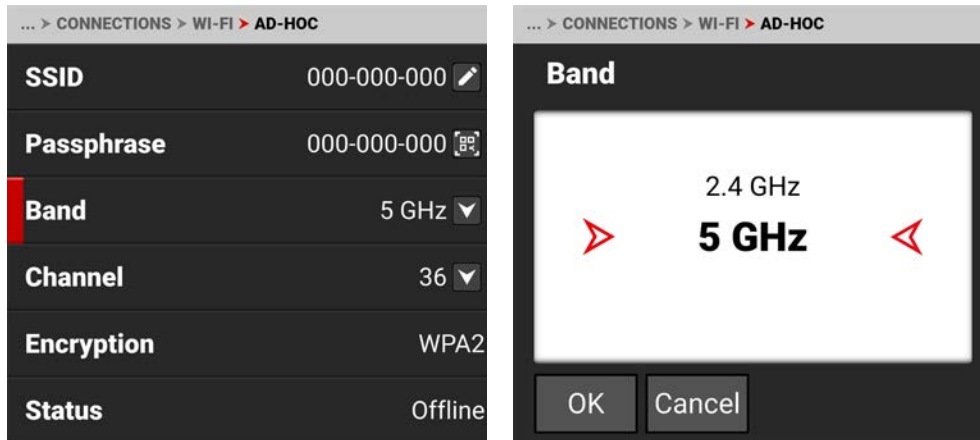 ... > CONNECTIONS > WI-FI > AD-HOC
SSID 000-000-000
Passphrase 000-000-000
Band 5 GHz
Channel 36
Encryption WPA2
Status Offline
... > CONNECTIONS > WI-FI > AD-HOC
Band
2.4 GHz
5 GHz
OK Cancel